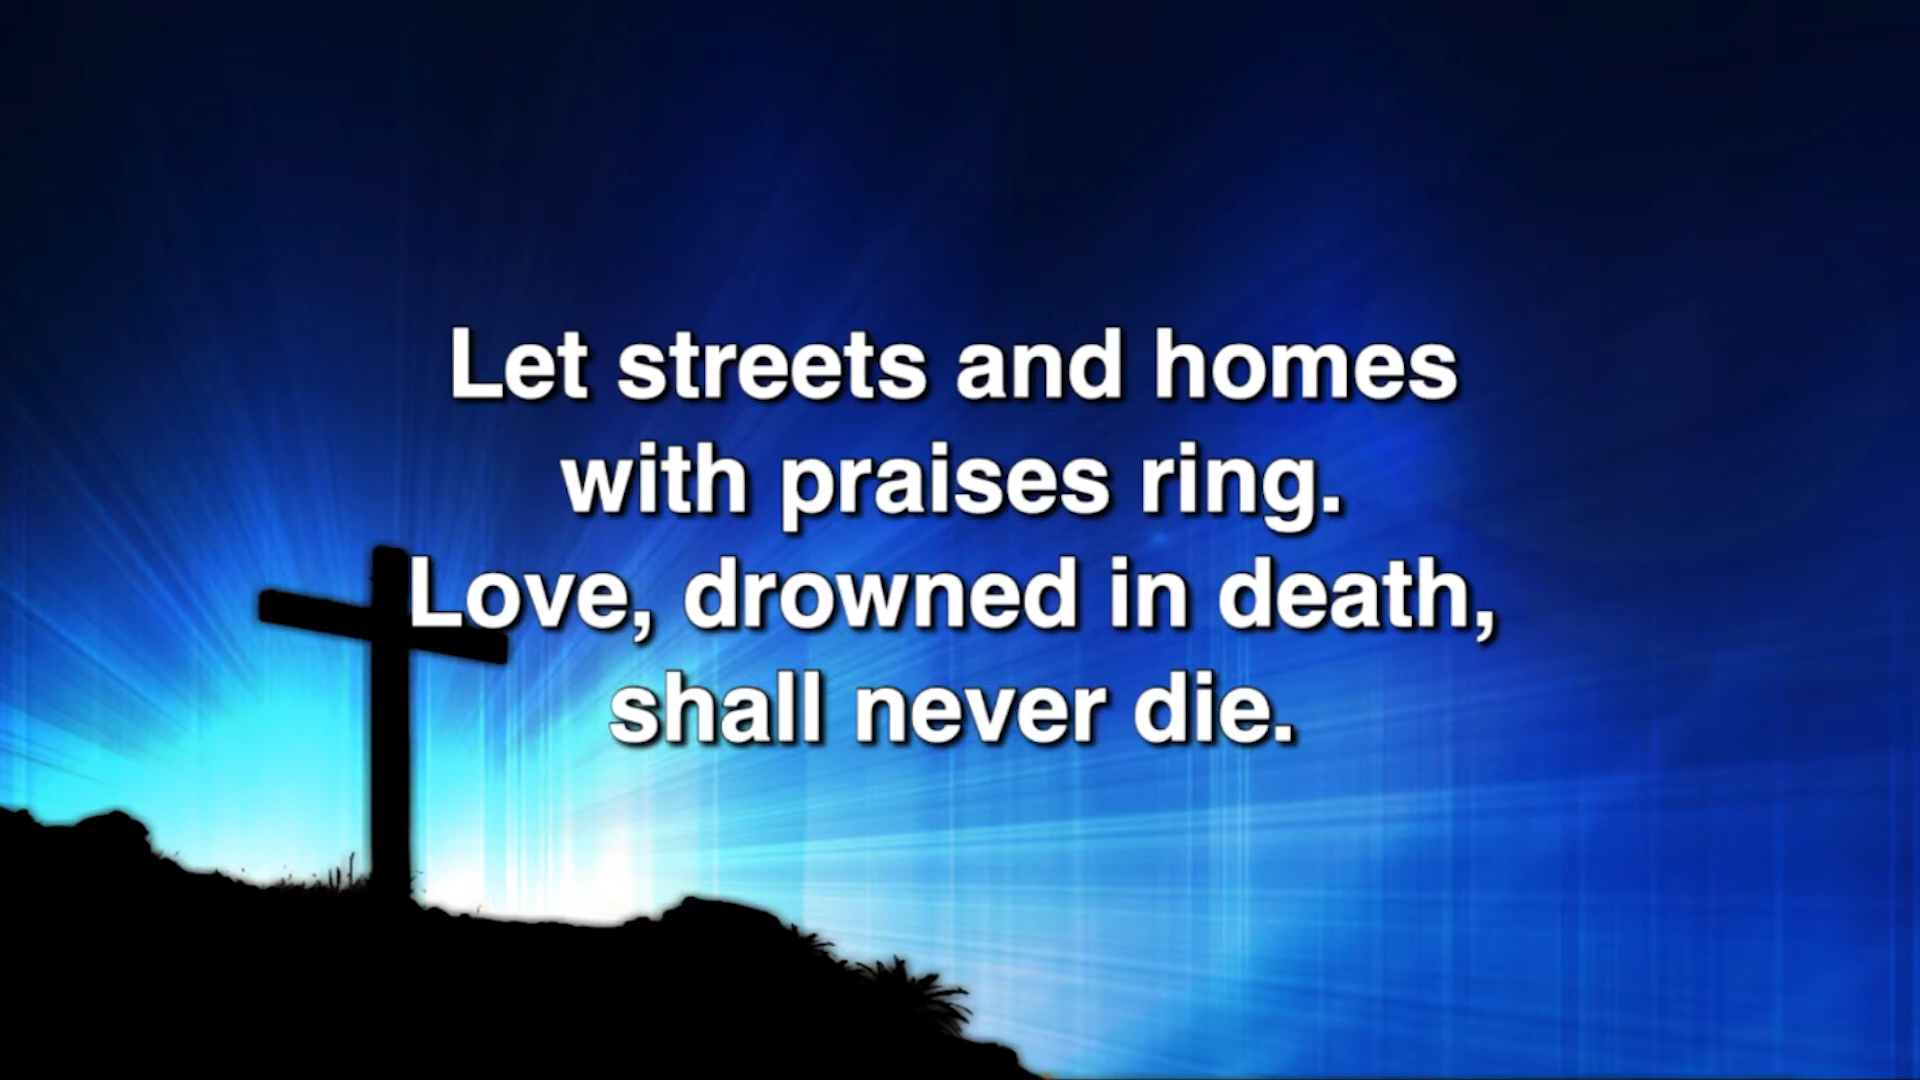 Let streets and homes
with praises ring.
Love, drowned in death,
shall never die.